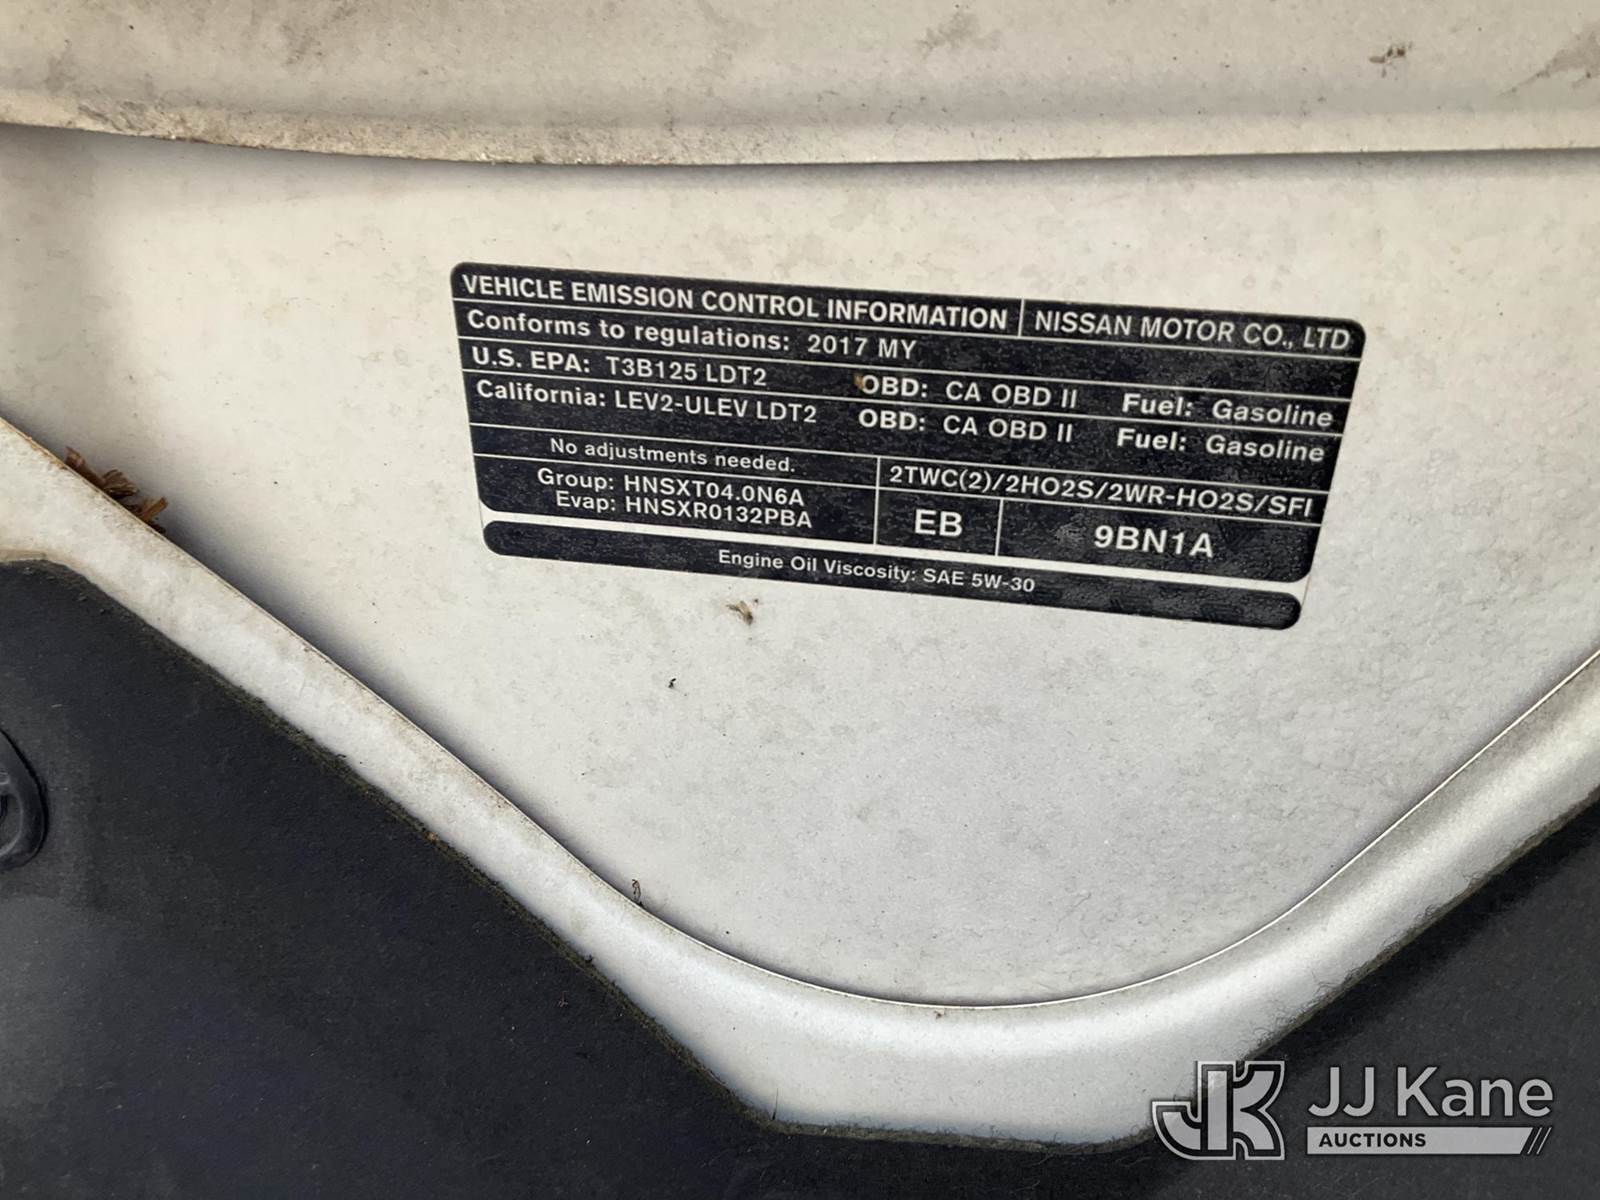 VEHICLE EMISSION CONTROL INFORMATION NISSAN MOTOR CO., LTD
Conforms to regulations: 2017 MY
U.S. EPA: T3B125 LDT2 OBD: CA OBD II Fuel: Gasoline
California: LEV2-ULEV LDT2 OBD: CA OBD II Fuel: Gasoline
No adjustments needed. 2TWC(2)/2HO2S/2WR-HO2S/SFI
Group: HNSXT04.0N6A
Evap: HNSXR0132PBA
EB 9BN1A
Engine Oil Viscosity: SAE 5W-30
JK JJ Kane
AUCTIONS